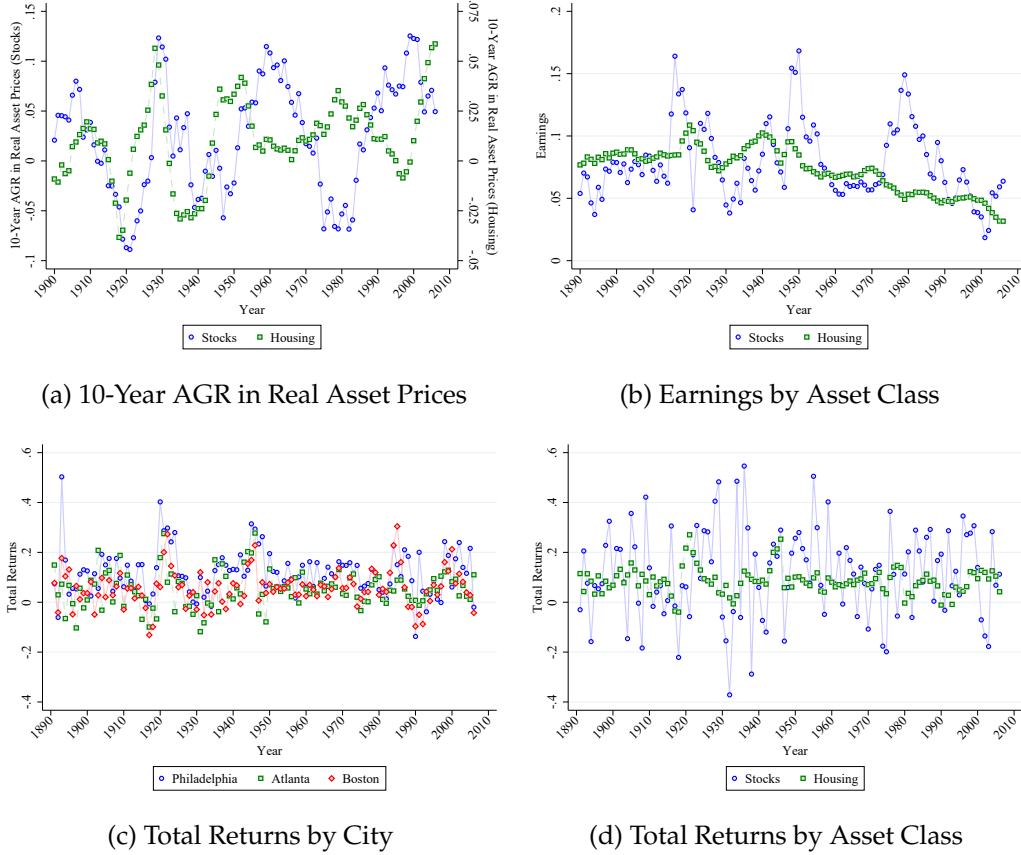 10-Year AGR in Real Asset Prices (Stocks)
-.1 -.05 0 .05 .1 .15
10-Year AGR in Real Asset Prices (Housing)
-.05 -.025 0 .025 .05 .075
1900 1910 1920 1930 1940 1950 1960 1970 1980 1990 2000 2010
Year
Stocks Housing
(a) 10-Year AGR in Real Asset Prices
Earnings
0 .05 .1 .15 .2
1890 1900 1910 1920 1930 1940 1950 1960 1970 1980 1990 2000 2010
Year
Stocks Housing
(b) Earnings by Asset Class
Total Returns
-.4 -.2 0 .2 .4 .6
1890 1900 1910 1920 1930 1940 1950 1960 1970 1980 1990 2000 2010
Year
Philadelphia Atlanta Boston
(c) Total Returns by City
Total Returns
-.4 -.2 0 .2 .4 .6
1890 1900 1910 1920 1930 1940 1950 1960 1970 1980 1990 2000 2010
Year
Stocks Housing
(d) Total Returns by Asset Class